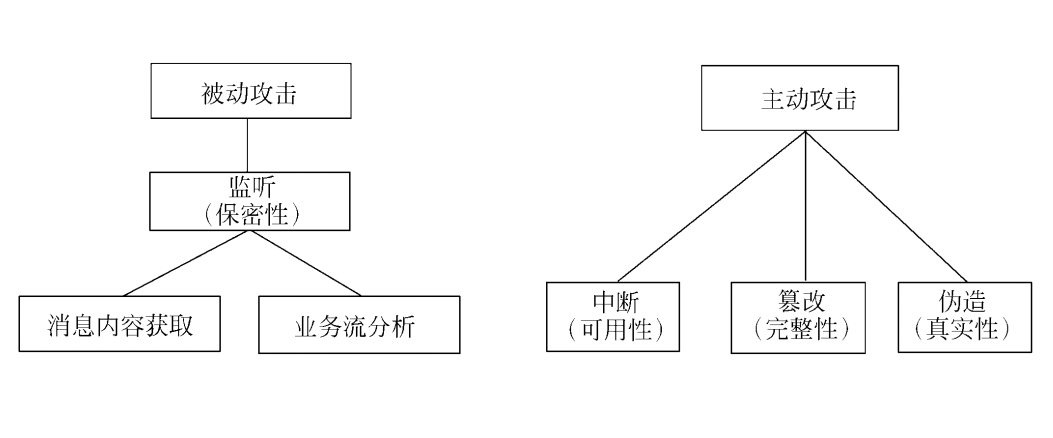 被动攻击
监听
（保密性）
消息内容获取
业务流分析
主动攻击
中断
（可用性）
篡改
（完整性）
伪造
（真实性）